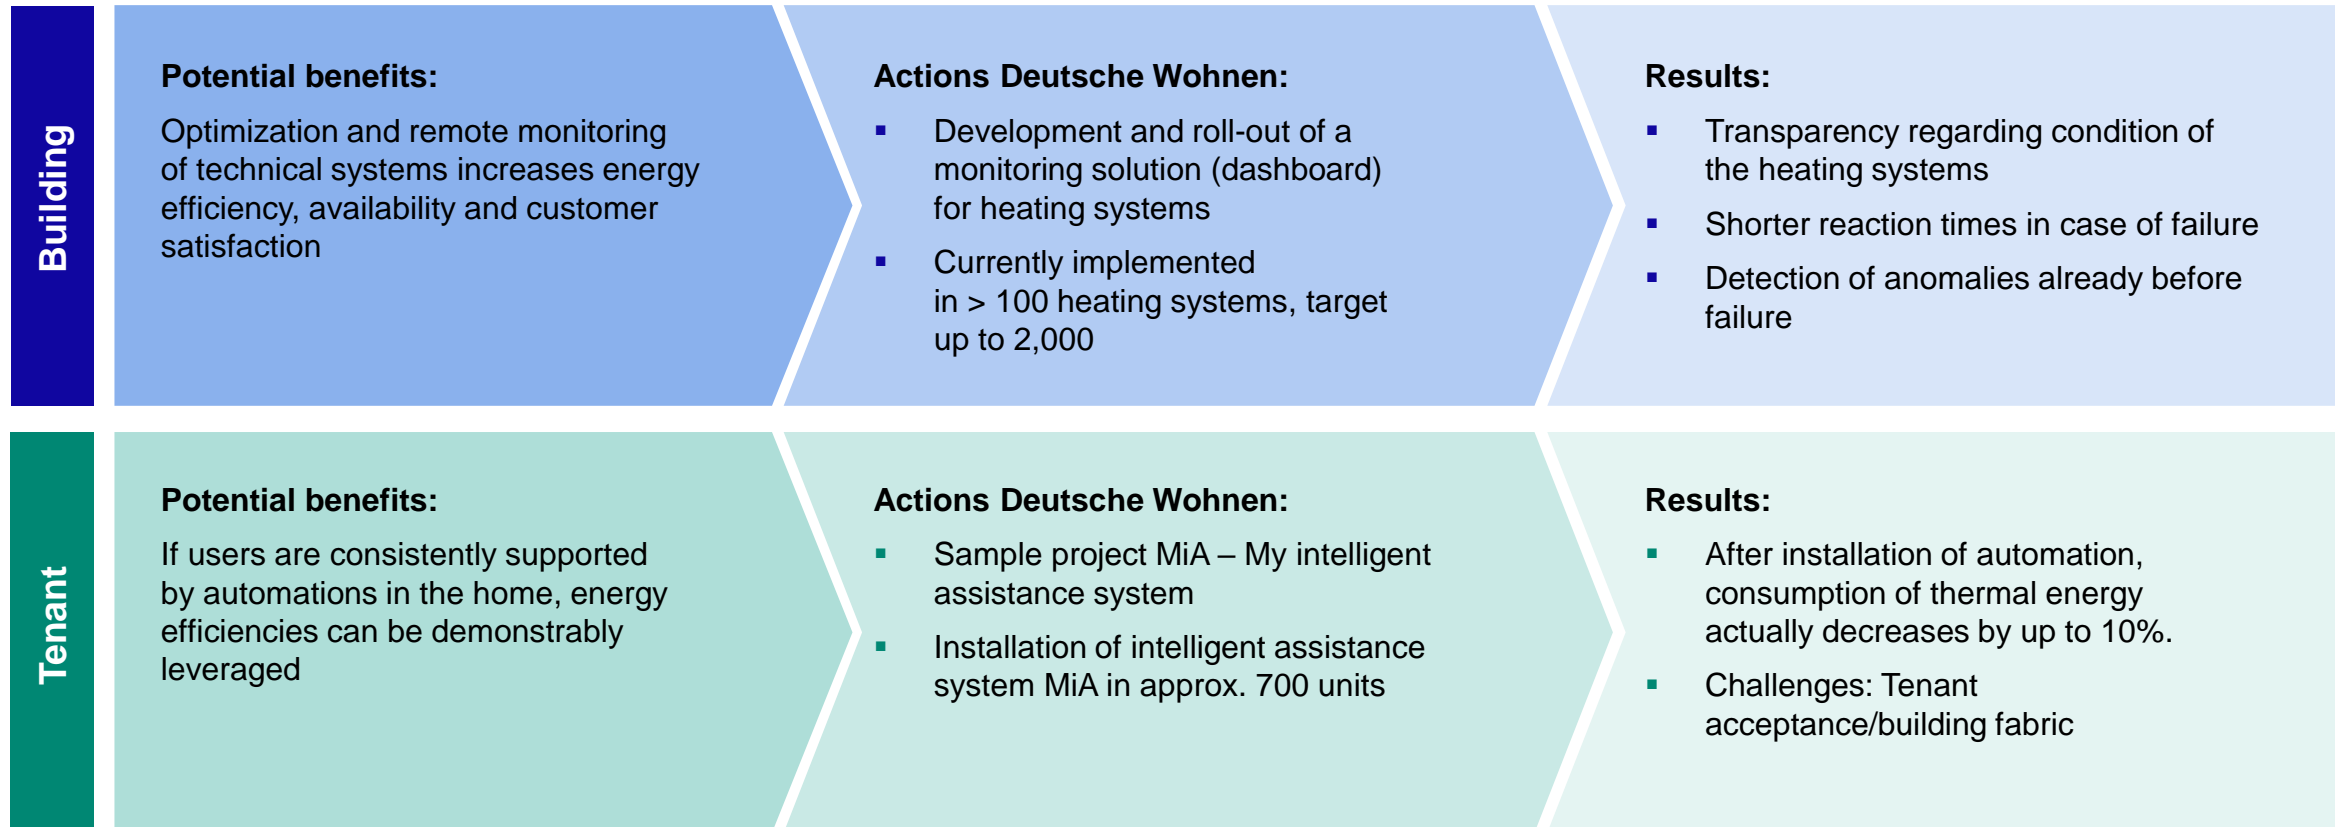 Building
Potential benefits:
Optimization and remote monitoring
of technical systems increases energy
efficiency, availability and customer
satisfaction
Actions Deutsche Wohnen:
▪ Development and roll-out of a
monitoring solution (dashboard)
for heating systems
▪ Currently implemented
in > 100 heating systems, target
up to 2,000
Results:
▪ Transparency regarding condition of
the heating systems
▪ Shorter reaction times in case of failure
▪ Detection of anomalies already before
failure
Tenant
Potential benefits:
If users are consistently supported
by automations in the home, energy
efficiencies can be demonstrably
leveraged
Actions Deutsche Wohnen:
▪ Sample project MiA – My intelligent
assistance system
▪ Installation of intelligent assistance
system MiA in approx. 700 units
Results:
▪ After installation of automation,
consumption of thermal energy
actually decreases by up to 10%.
▪ Challenges: Tenant
acceptance/building fabric